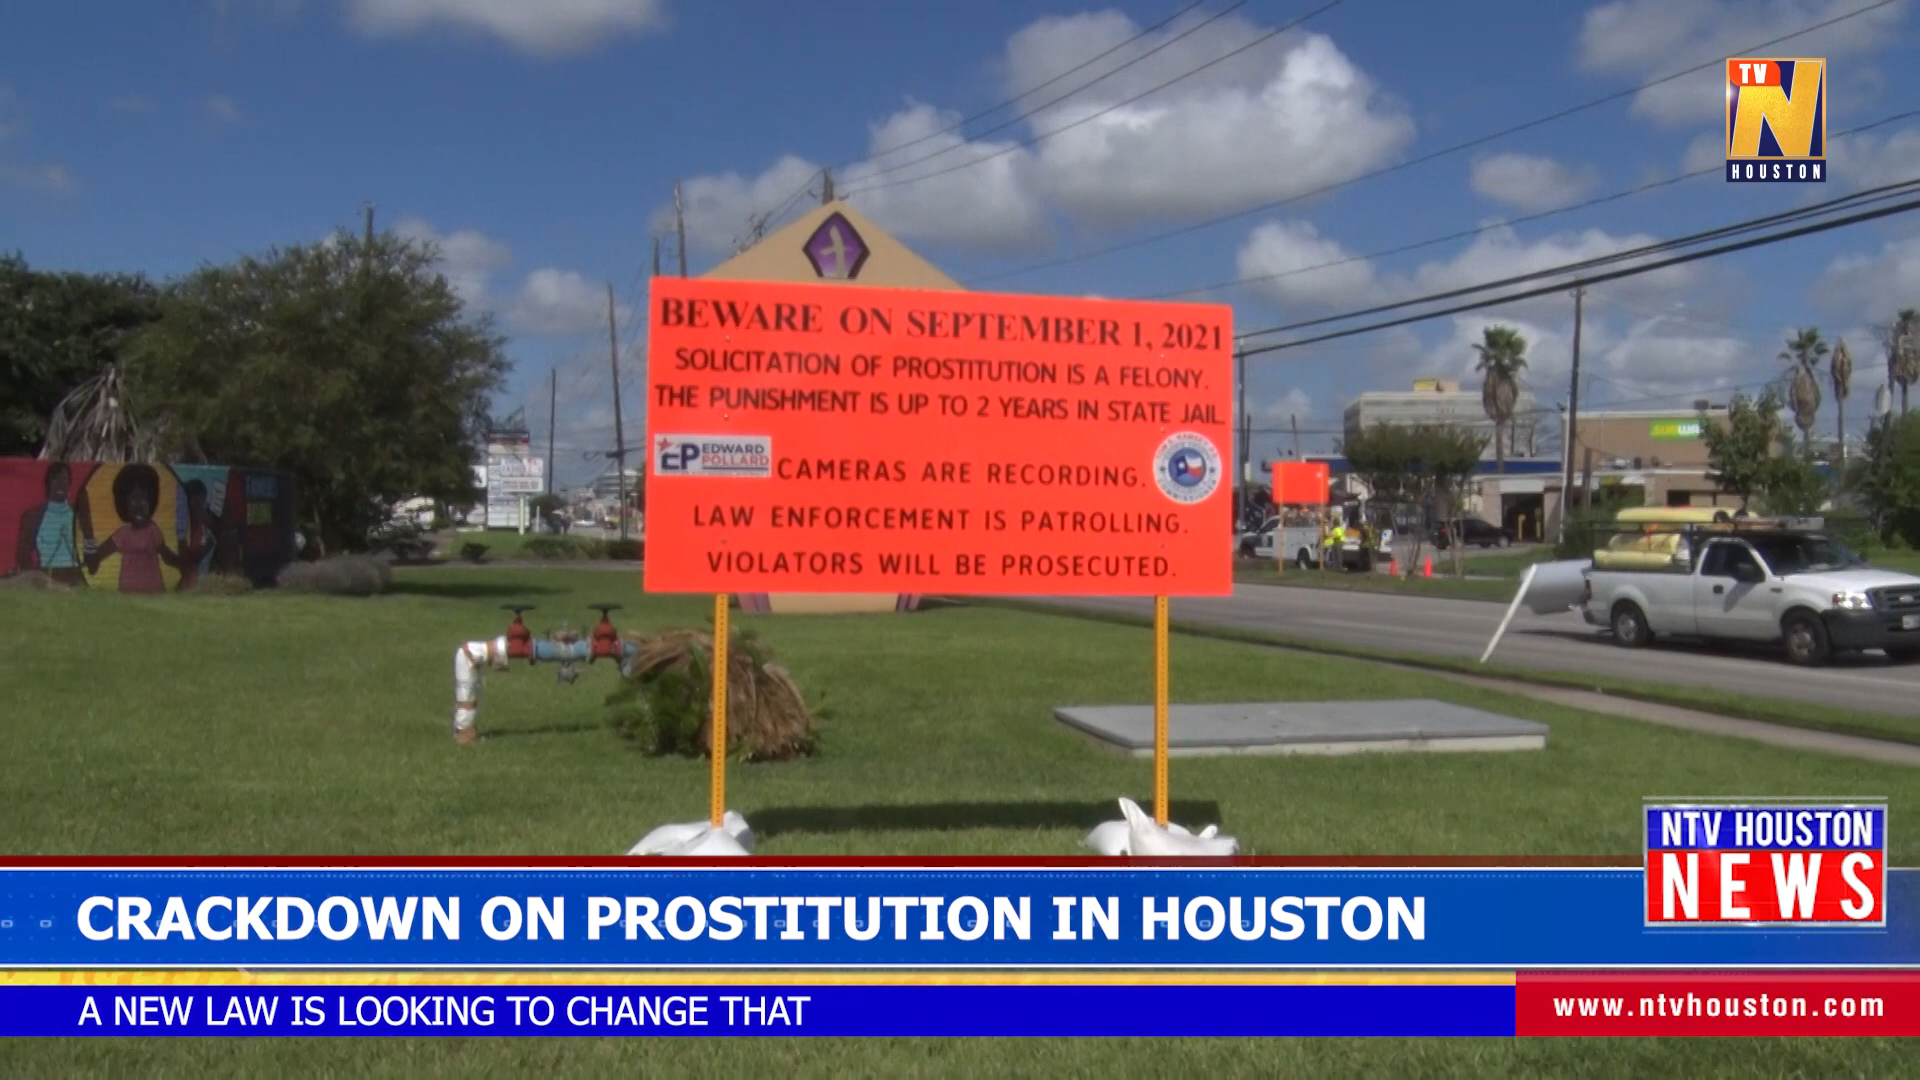 TV
HOUSTON
BEWARE ON SEPTEMBER 1, 2021
SOLICITATION OF PROSTITUTION IS A FELONY.
THE PUNISHMENT IS UP TO 2 YEARS IN STATE JAIL.
EP EDWARD
POLLARD
CAMERAS ARE RECORDING.
LAW ENFORCEMENT IS PATROLLING.
VIOLATORS WILL BE PROSECUTED.
NTV HOUSTON
NEWS
CRACKDOWN ON PROSTITUTION IN HOUSTON
A NEW LAW IS LOOKING TO CHANGE THAT
www.ntvhouston.com